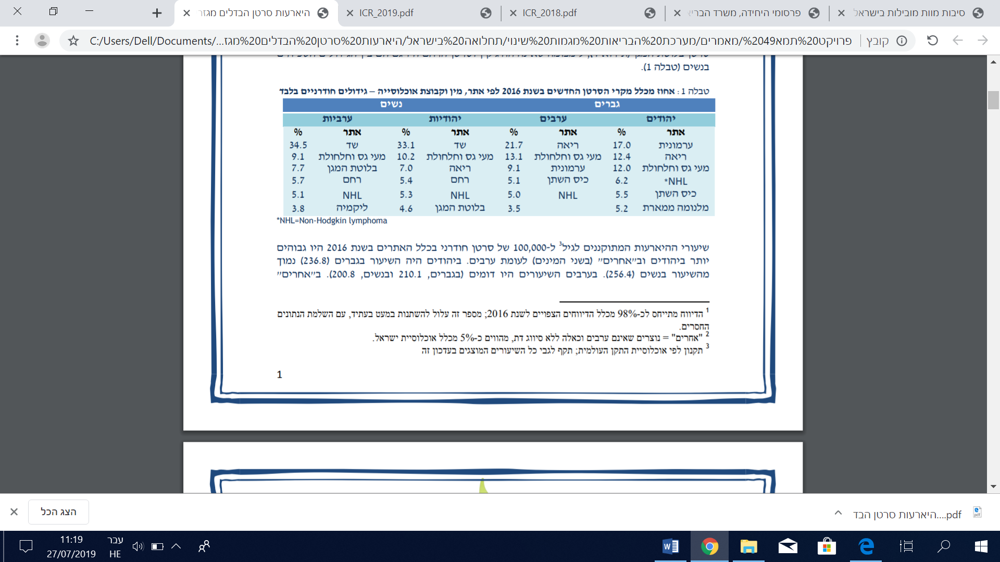 היארעות סרטן הבדלים מגזר
ICR_2019.pdf
ICR_2018.pdf
פרסומי היחידה, משרד הברי
סיבות מוות מובילות בישראל
C:/Users/Dell/Documents/...פרויקט%20תמא%2049/מאמרים/מערכת%20הבריאות%20מגמות%20שינוי/תחלואה%20בישראל/היארעות%20סרטן%20הבדלים%20מגז
קובץ
בנשים (טבלה 1).
טבלה 1: אחוז מכלל מקרי הסרטן החדשים בשנת 2016 לפי אתר, מין וקבוצת אוכלוסייה – גידולים חודרניים בלבד
גברים נשים
יהודים ערבים יהודיות ערביות
אתר % אתר % אתר % אתר %
ערמונית 17.0 ריאה 21.7 שד 33.1 שד 34.5
ריאה 12.4 מעי גס וחלחולת 13.1 מעי גס וחלחולת 10.2 מעי גס וחלחולת 9.1
מעי גס וחלחולת 12.0 ערמונית 9.1 ריאה 7.0 בלוטת המגן 7.7
NHL* 6.2 כיס השתן 5.1 רחם 5.4 רחם 5.7
כיס השתן 5.5 NHL 5.0 NHL 5.3 NHL 5.1
מלנומה ממארת 5.2 3.5 בלוטת המגן 4.6 ליקמיה 3.8
*NHL=Non-Hodgkin lymphoma
שיעורי ההיארעות המתוקננים לגיל3 ל-100,000 של סרטן חודרני בכלל האתרים בשנת 2016 היו גבוהים
יותר ביהודים וב״אחרים״ (בשני המינים) לעומת ערבים. ביהודים היה השיעור בגברים (236.8) נמוך
מהשיעור בנשים (256.4). בערבים השיעורים היו דומים (בגברים, 210.1 ובנשים, 200.8). ב״אחרים״
1 הדיווח מתייחס לכ-98% מכלל הדיווחים הצפויים לשנת 2016; מספר זה עלול להשתנות במעט בעתיד, עם השלמת הנתונים
החסרים.
2 "אחרים" = נוצרים שאינם ערבים וכאלה ללא סיווג דת, מהווים כ-5% מכלל אוכלוסיית ישראל.
3 תקנון לפי אוכלוסיית התקן העולמית; תקף לגבי כל השיעורים המוצגים בעדכון זה
1
הצג הכל
היארעות סרטן הבד....pdf
11:19
27/07/2019
עבר
HE